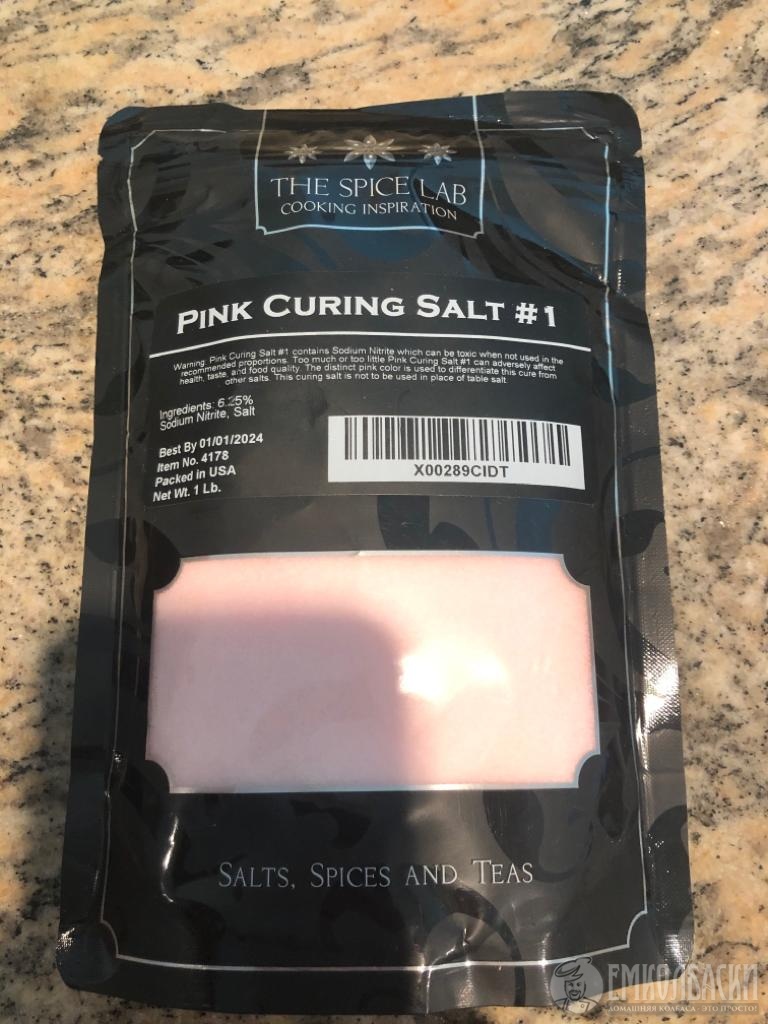 THE SPICE LAB
COOKING INSPIRATION
PINK CURING SALT #1
Warning: Pink Curing Salt #1 contains Sodium Nitrite which can be toxic when not used in the
recommended proportions. Too much or too little Pink Curing Salt #1 can adversely affect
health, taste, and food quality. The distinct pink color is used to differentiate this cure from
other salts. This curing salt is not to be used in place of table salt.
Ingredients: 6.25%
Sodium Nitrite, Salt
Best By 01/01/2024
Item No. 4178
Packed in USA
Net Wt. 1 Lb.
X00289CIDT
SALTS, SPICES AND TEAS
ЕМКОЛБАСКИ
ДОМАШНЯЯ КОЛБАСА - ЭТО ПРОСТО!